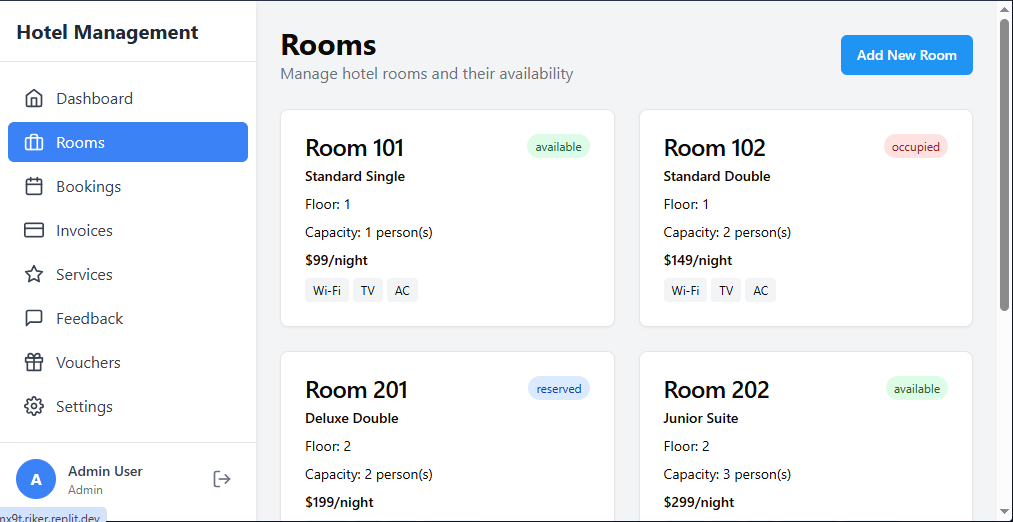 Hotel Management
Dashboard
Rooms
Bookings
Invoices
Services
Feedback
Vouchers
Settings
A
Admin User
Admin
nx9t.riker.replit.dev
Rooms
Manage hotel rooms and their availability
Add New Room
Room 101
available
Standard Single
Floor: 1
Capacity: 1 person(s)
$99/night
Wi-Fi TV AC
Room 102
occupied
Standard Double
Floor: 1
Capacity: 2 person(s)
$149/night
Wi-Fi TV AC
Room 201
reserved
Deluxe Double
Floor: 2
Capacity: 2 person(s)
$199/night
Room 202
available
Junior Suite
Floor: 2
Capacity: 3 person(s)
$299/night